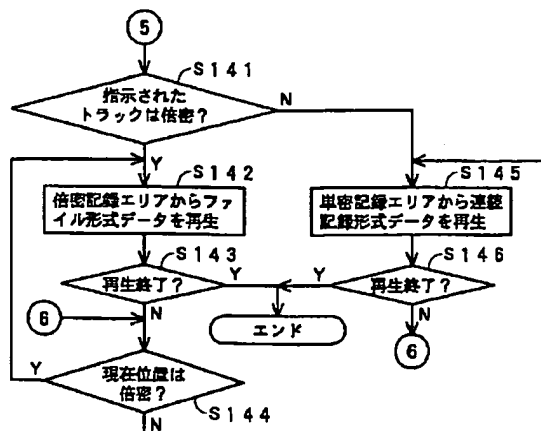 5
S141
指示された
トラックは倍密？
N
Y
S142
S145
倍密記録エリアからファ
イル形式データを再生
単密記録エリアから連続
記録形式データを再生
S143
S146
再生終了？
Y
Y
再生終了？
6
N
エンド
N
6
Y
現在位置は
倍密？
S144
N